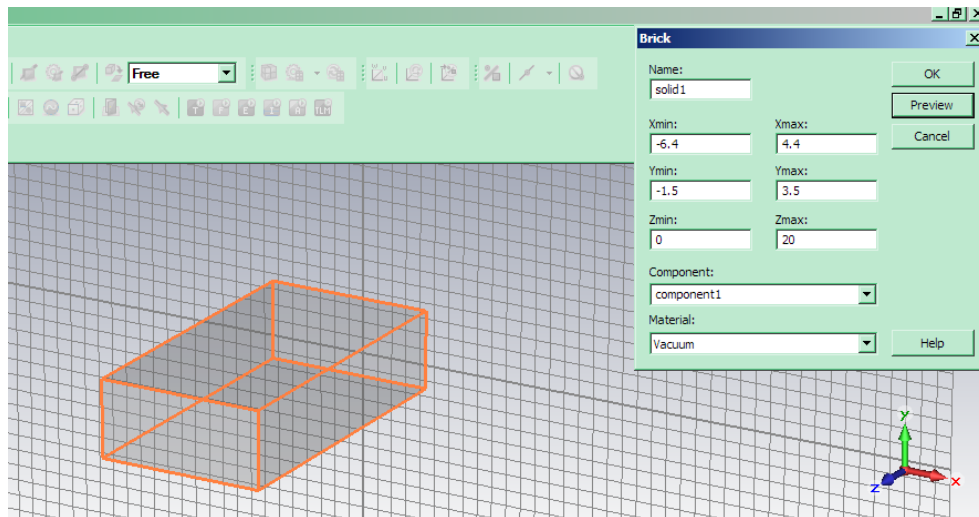 Brick
Free
Name:
solid1
OK
Preview
Xmin:
Xmax:
Cancel
-6.4
4.4
Ymin:
Ymax:
-1.5
3.5
Zmin:
Zmax:
0
20
Component:
component1
Material:
Vacuum
Help
T F E I A TLM
y
x
z